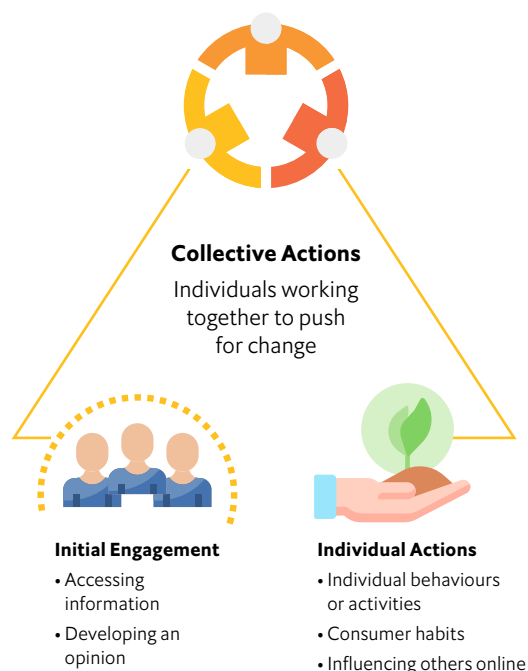 Collective Actions
Individuals working
together to push
for change
Initial Engagement
• Accessing
information
• Developing an
opinion
Individual Actions
• Individual behaviours
or activities
• Consumer habits
• Influencing others online